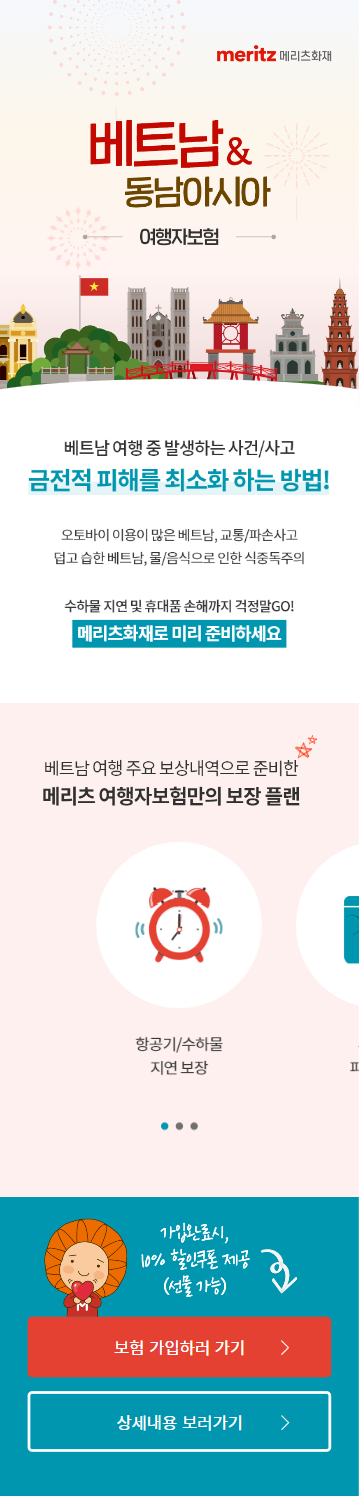 meritz 메리츠화재
베트남 &
동남아시아
여행자보험
베트남 여행 중 발생하는 사건/사고
금전적 피해를 최소화 하는 방법!
오토바이 이용이 많은 베트남, 교통/파손사고
덥고 습한 베트남, 물/음식으로 인한 식중독주의
수하물 지연 및 휴대품 손해까지 걱정말GO!
메리츠화재로 미리 준비하세요
베트남 여행 주요 보상내역으로 준비한
메리츠 여행자보험만의 보장 플랜
항공기/수하물
지연 보장
가입완료시,
10% 할인쿠폰 제공
(선물 가능)
M
보험 가입하러 가기
상세내용 보러가기